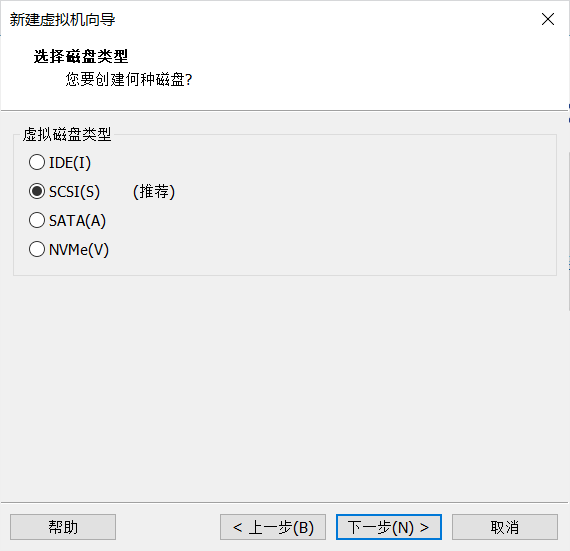 新建虚拟机向导
选择磁盘类型
您要创建何种磁盘?
虚拟磁盘类型
IDE(I)
SCSI(S) (推荐)
SATA(A)
NVMe(V)
帮助 < 上一步(B) 下一步(N) > 取消